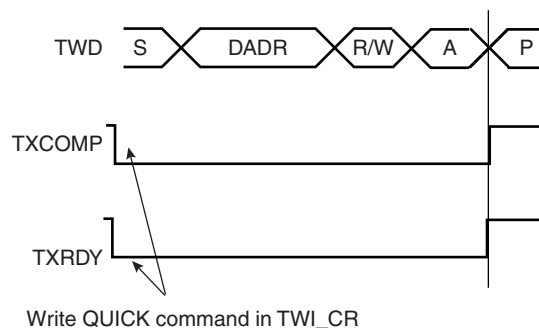 TWD S DADR R/W A P
TXCOMP
TXRDY
Write QUICK command in TWI_CR